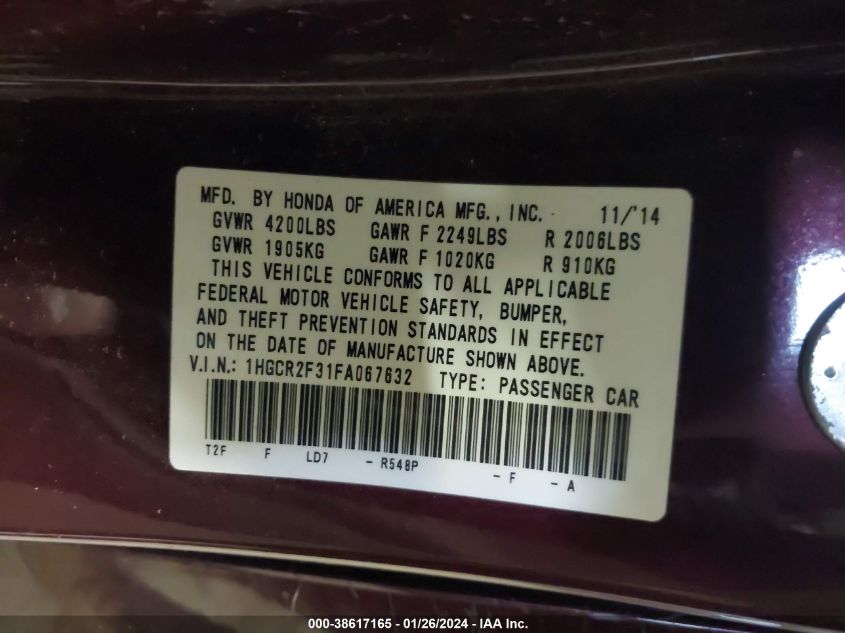 MFD. BY HONDA OF AMERICA MFG., INC. 11/'14
GVWR 4200LBS GAWR F 2249LBS R 2006LBS
GVWR 1905KG GAWR F 1020KG R 910KG
THIS VEHICLE CONFORMS TO ALL APPLICABLE
FEDERAL MOTOR VEHICLE SAFETY, BUMPER,
AND THEFT PREVENTION STANDARDS IN EFFECT
ON THE DATE OF MANUFACTURE SHOWN ABOVE.
V.I.N.: 1HGCR2F31FA067632 TYPE: PASSENGER CAR
T2F F LD7 - R548P - F - A
000-38617165 - 01/26/2024 - IAA Inc.